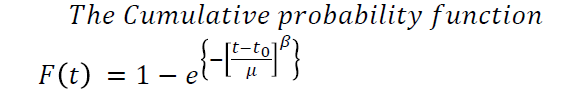 The Cumulative probability function
F(t) = 1 − e^{−[(t−t₀)/μ]^β}